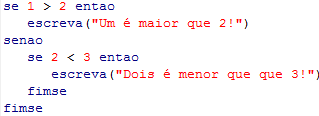 se 1 > 2 entao
escreva("Um é maior que 2!")
senao
se 2 < 3 entao
escreva("Dois é menor que que 3!")
fimse
fimse